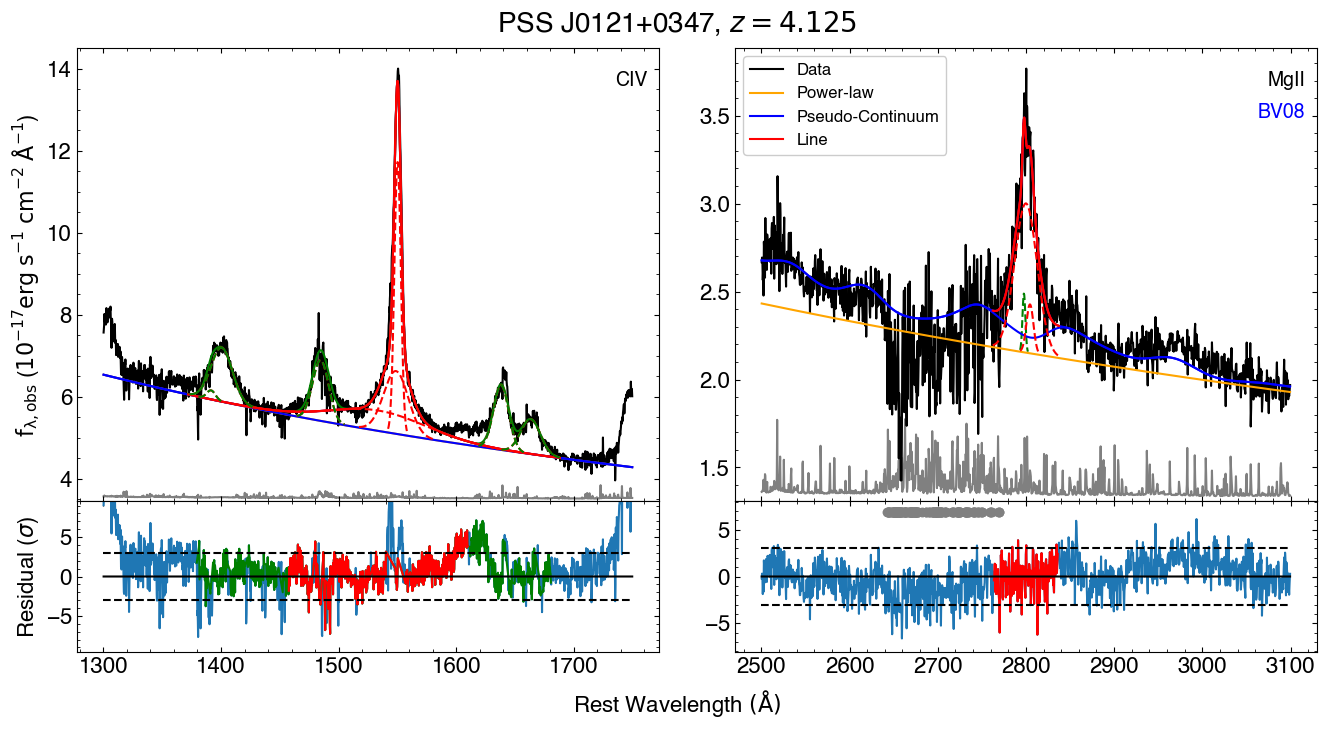 PSS J0121+0347, z = 4.125
CIV
MgII
BV08
Data
Power-law
Pseudo-Continuum
Line
f_λ,obs (10⁻¹⁷ erg s⁻¹ cm⁻² Å⁻¹)
14
12
10
8
6
4
3.5
3.0
2.5
2.0
1.5
Residual (σ)
5
0
−5
5
0
−5
1300 1400 1500 1600 1700
2500 2600 2700 2800 2900 3000 3100
Rest Wavelength (Å)